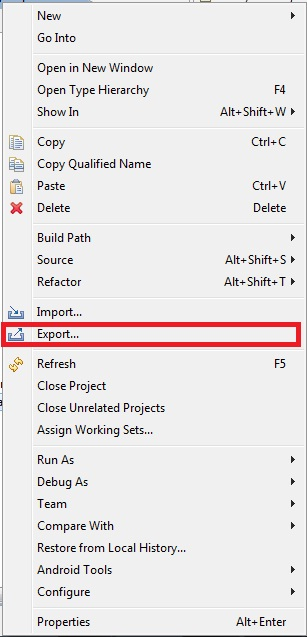 New
Go Into
Open in New Window
Open Type Hierarchy F4
Show In Alt+Shift+W
Copy Ctrl+C
Copy Qualified Name
Paste Ctrl+V
Delete Delete
Build Path
Source Alt+Shift+S
Refactor Alt+Shift+T
Import...
Export...
Refresh F5
Close Project
Close Unrelated Projects
Assign Working Sets...
Run As
Debug As
Team
Compare With
Restore from Local History...
Android Tools
Configure
Properties Alt+Enter